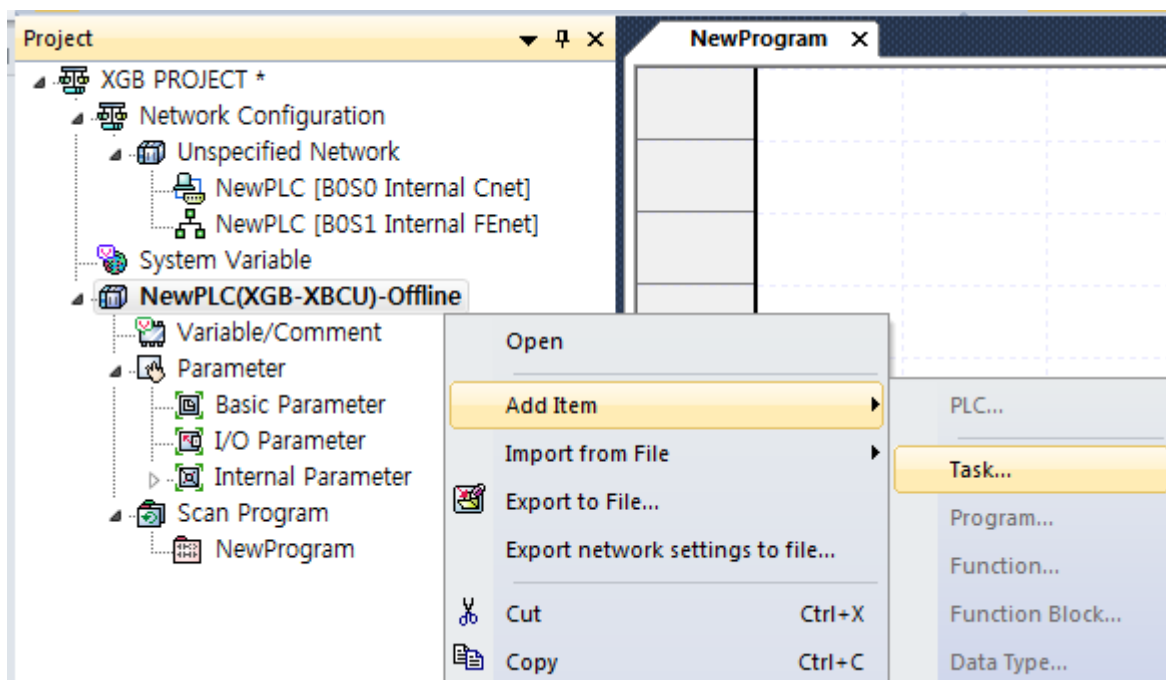 Project
NewProgram
XGB PROJECT *
Network Configuration
Unspecified Network
NewPLC [B0S0 Internal Cnet]
NewPLC [B0S1 Internal FEnet]
System Variable
NewPLC(XGB-XBCU)-Offline
Variable/Comment
Parameter
Basic Parameter
I/O Parameter
Internal Parameter
Scan Program
NewProgram
Open
Add Item
Import from File
Export to File...
Export network settings to file...
Cut Ctrl+X
Copy Ctrl+C
PLC...
Task...
Program...
Function...
Function Block...
Data Type...